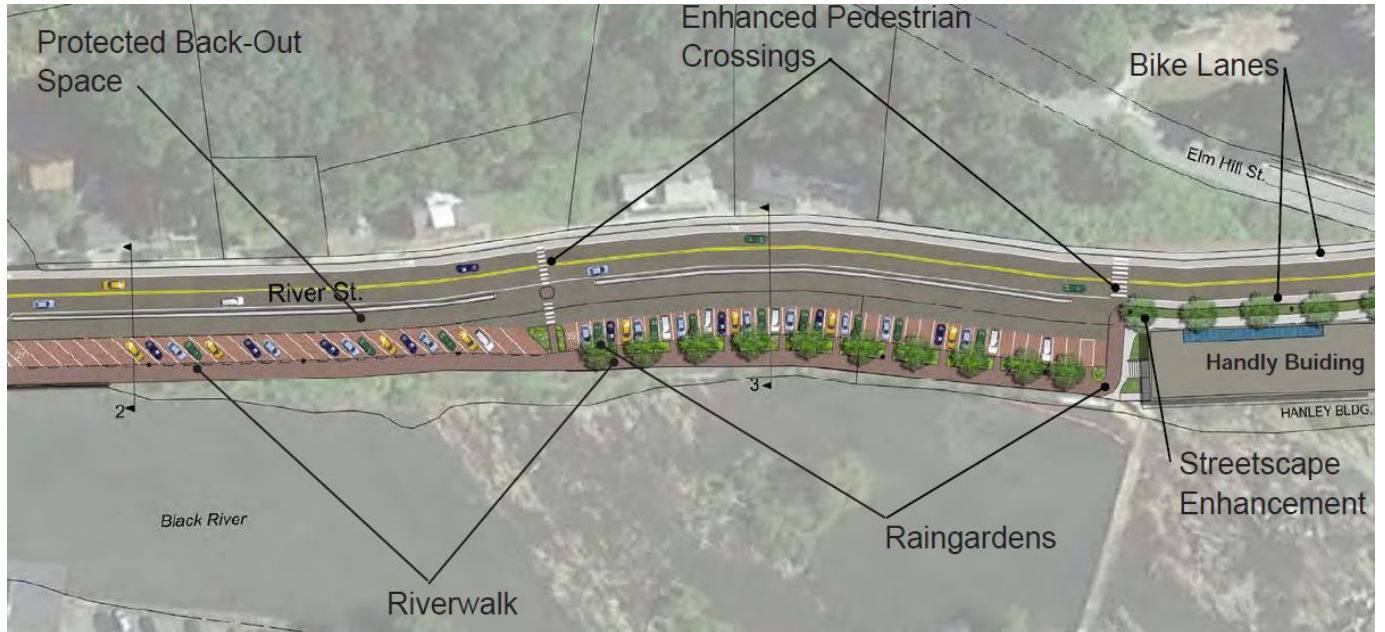 Protected Back-Out
Space
Enhanced Pedestrian
Crossings
Bike Lanes
Elm Hill St.
River St.
2
3
Handly Buiding
HANLEY BLDG.
Streetscape
Enhancement
Black River
Raingardens
Riverwalk